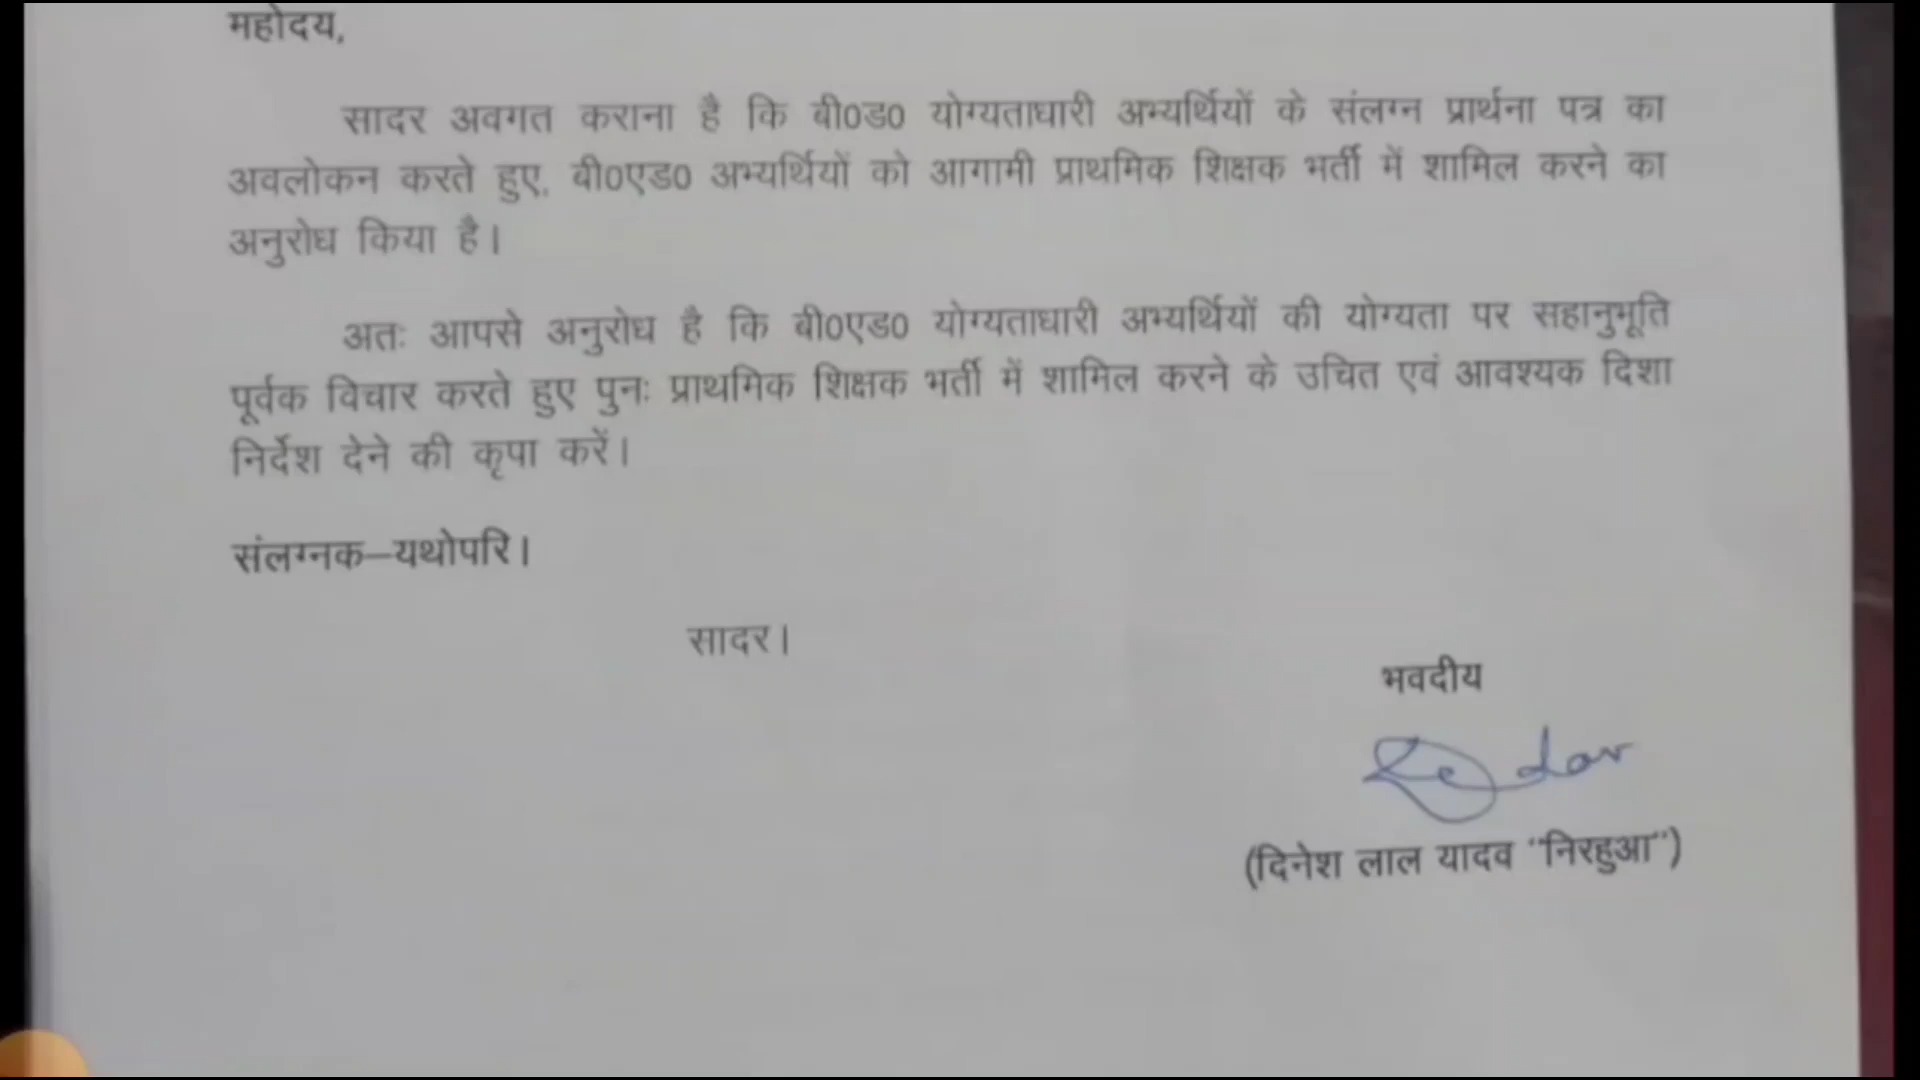 महोदय,
सादर अवगत कराना है कि बी0ड0 योग्यताधारी अभ्यर्थियों के संलग्न प्रार्थना पत्र का
अवलोकन करते हुए, बी0एड0 अभ्यर्थियों को आगामी प्राथमिक शिक्षक भर्ती में शामिल करने का
अनुरोध किया है।
अतः आपसे अनुरोध है कि बी0एड0 योग्यताधारी अभ्यर्थियों की योग्यता पर सहानुभूति
पूर्वक विचार करते हुए पुनः प्राथमिक शिक्षक भर्ती में शामिल करने के उचित एवं आवश्यक दिशा
निर्देश देने की कृपा करें।
संलग्नक–यथोपरि।
सादर।
भवदीय
(दिनेश लाल यादव "निरहुआ")